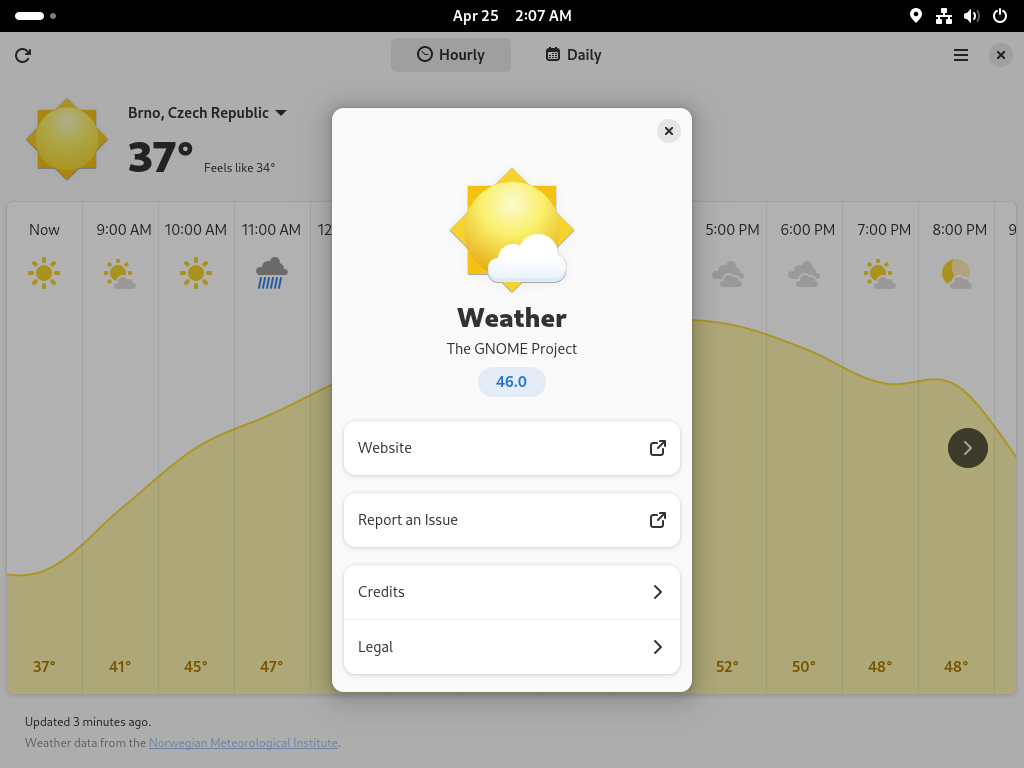 Apr 25 2:07 AM
Hourly Daily
Brno, Czech Republic
37°
Feels like 34°
Now 9:00 AM 10:00 AM 11:00 AM 12 5:00 PM 6:00 PM 7:00 PM 8:00 PM 9
Weather
The GNOME Project
46.0
Website
Report an Issue
Credits
Legal
37° 41° 45° 47° 52° 50° 48° 48°
Updated 3 minutes ago.
Weather data from the Norwegian Meteorological Institute.